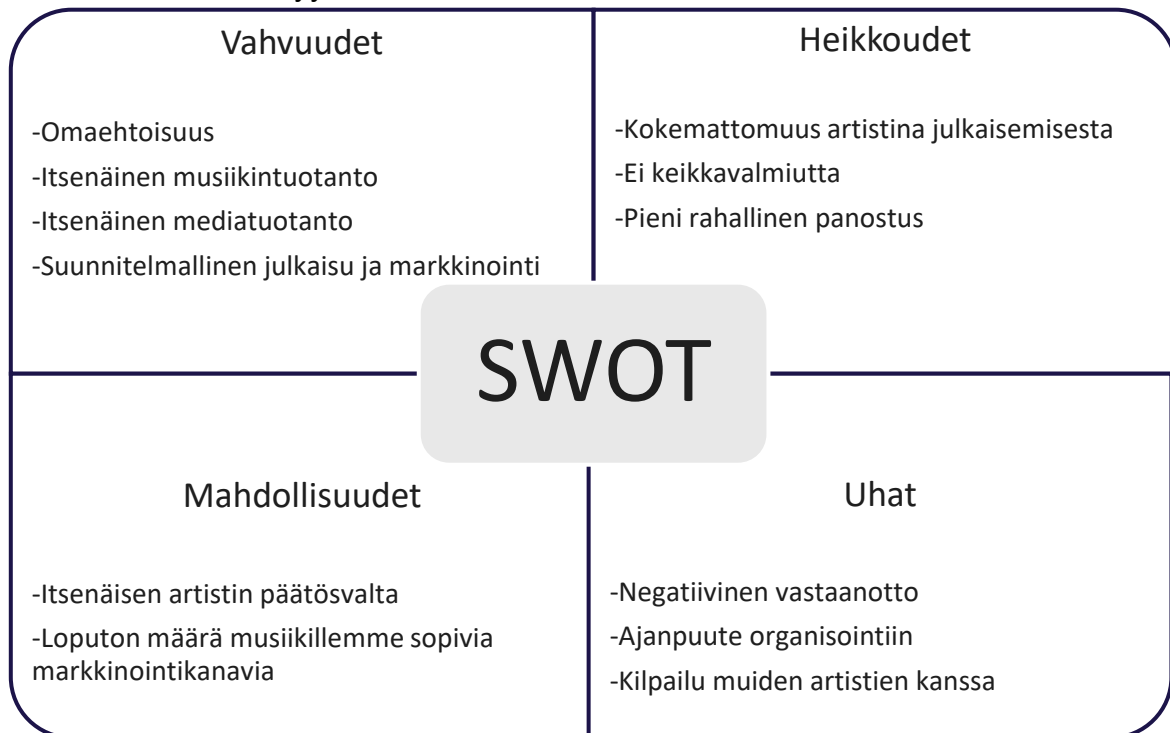 Vahvuudet
-Omaehtoisuus
-Itsenäinen musiikintuotanto
-Itsenäinen mediatuotanto
-Suunnitelmallinen julkaisu ja markkinointi
Heikkoudet
-Kokemattomuus artistina julkaisemisesta
-Ei keikkavalmiutta
-Pieni rahallinen panostus
SWOT
Mahdollisuudet
-Itsenäisen artistin päätösvalta
-Loputon määrä musiikillemme sopivia
markkinointikanavia
Uhat
-Negatiivinen vastaanotto
-Ajanpuute organisointiin
-Kilpailu muiden artistien kanssa